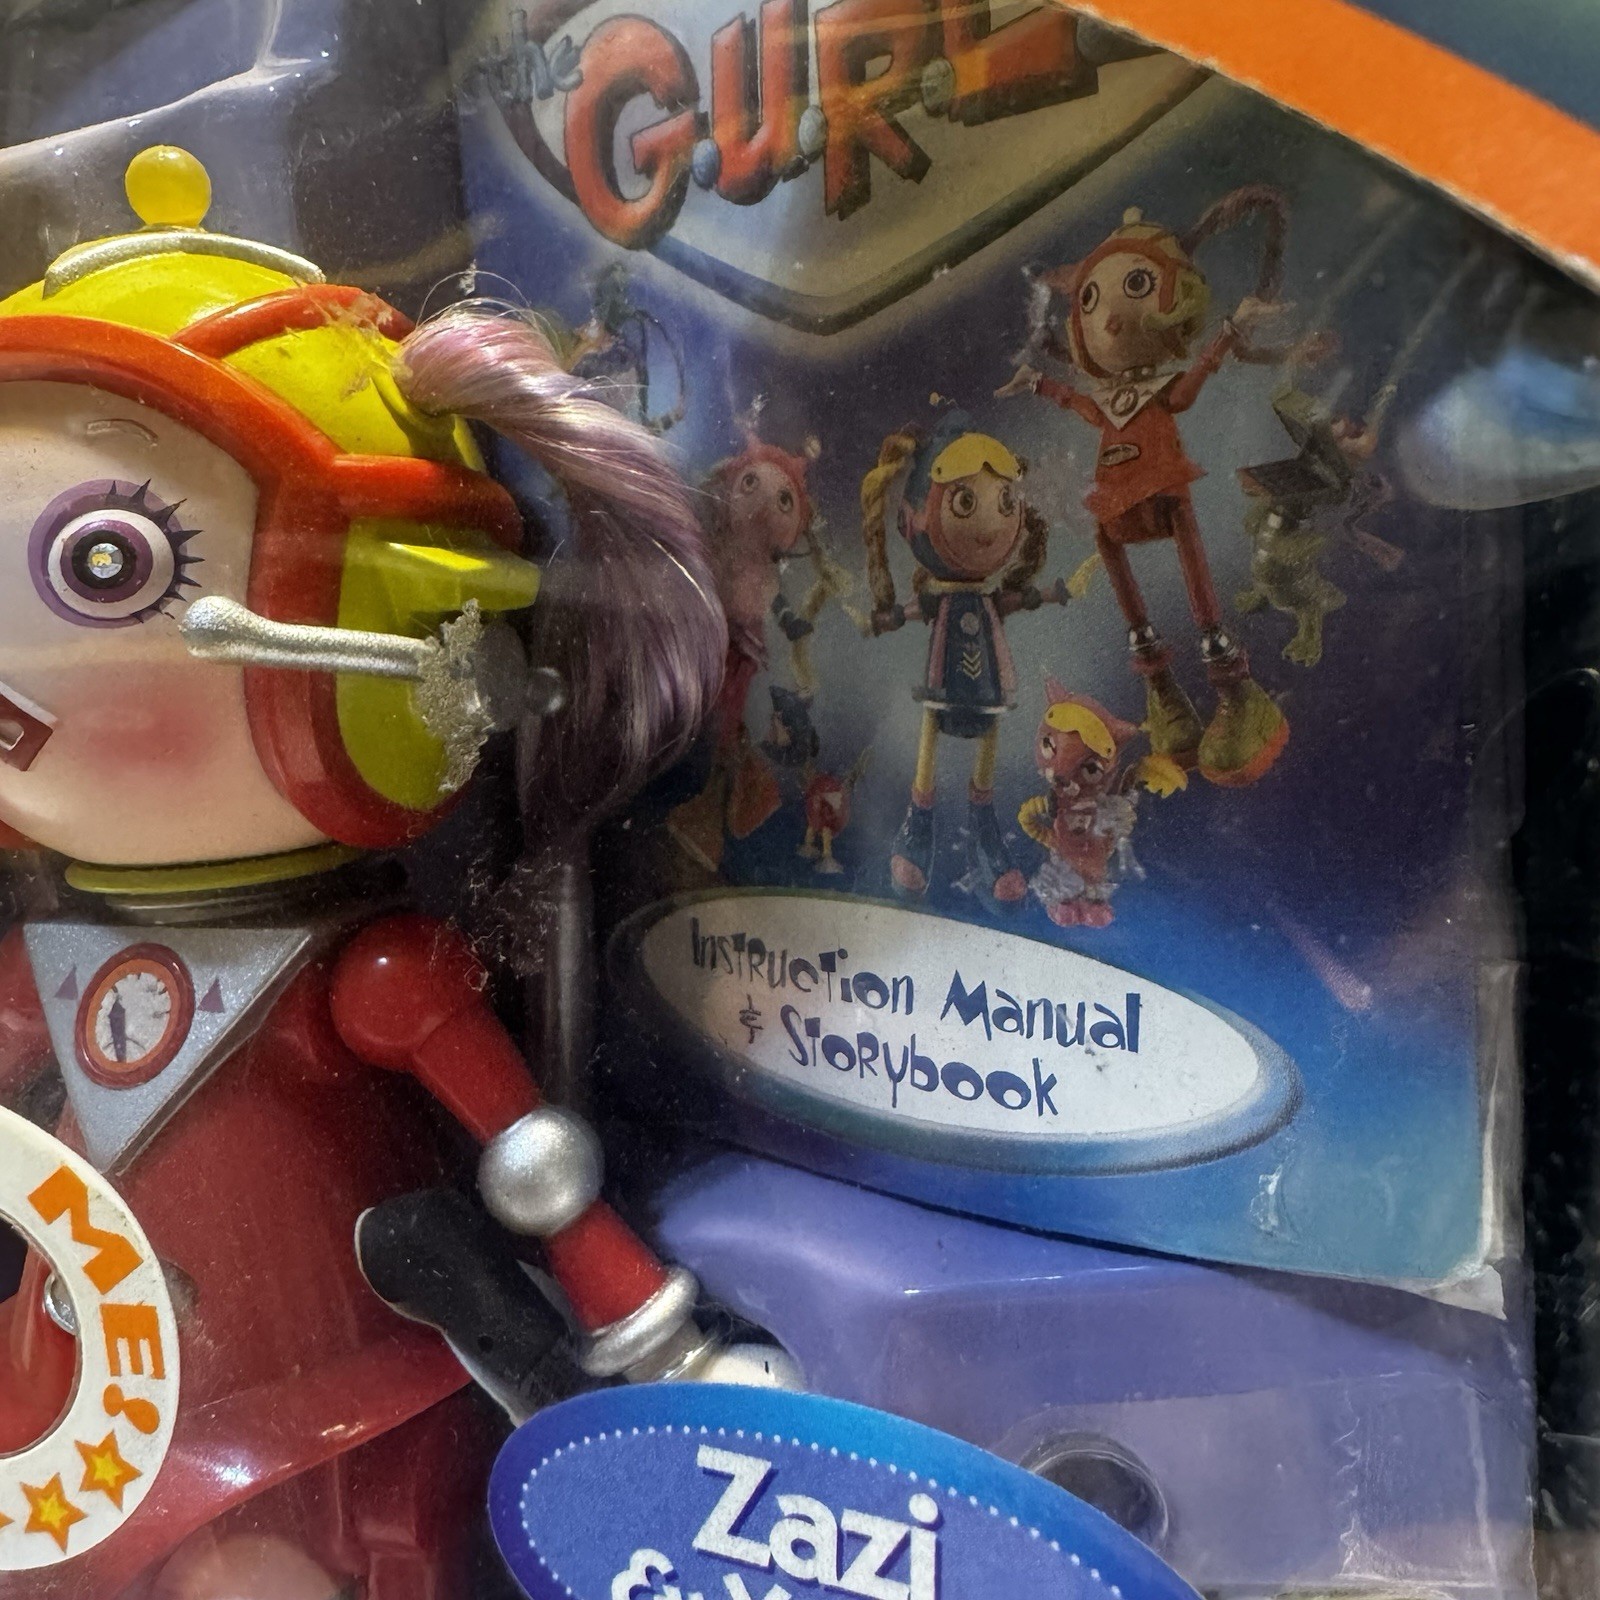 the
G.U.R.L
Instruction Manual
& Storybook
ME!
Zazi
&